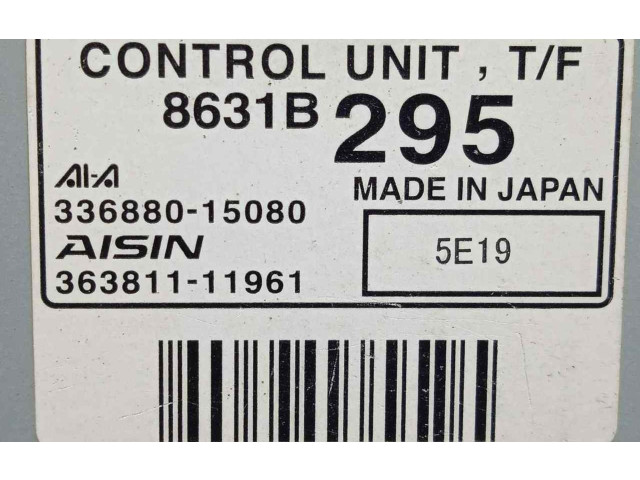 CONTROL UNIT , T/F
8631B 295
AI-A MADE IN JAPAN
336880-15080
AISIN 5E19
363811-11961